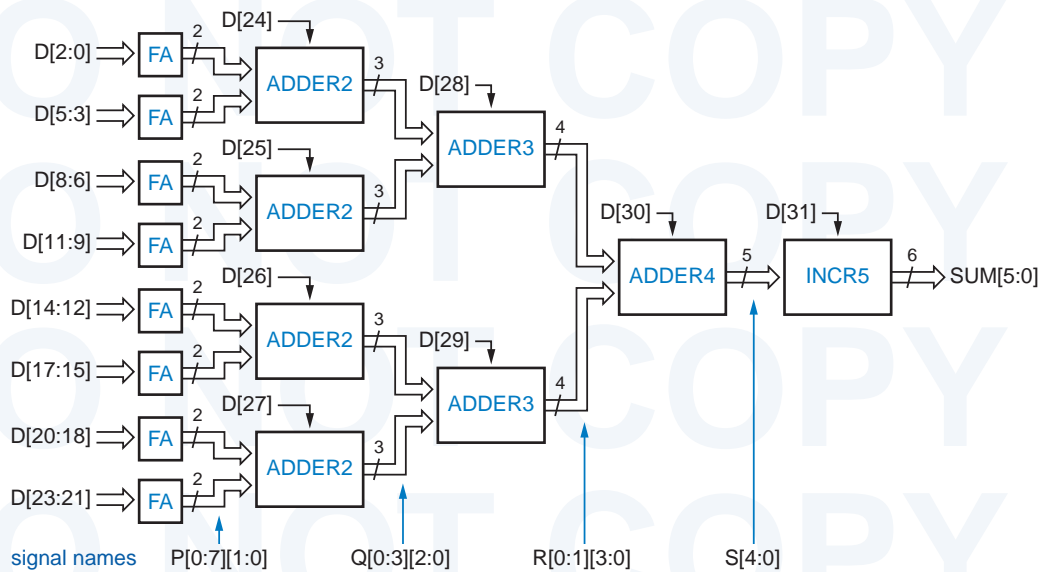 DO NOT COPY
DO NOT COPY
DO NOT COPY
DO NOT COPY
D[2:0]
FA
2
D[5:3]
FA
2
D[24]
ADDER2
3
D[8:6]
FA
2
D[11:9]
FA
2
D[25]
ADDER2
3
D[28]
ADDER3
4
D[14:12]
FA
2
D[17:15]
FA
2
D[26]
ADDER2
3
D[20:18]
FA
2
D[23:21]
FA
2
D[27]
ADDER2
3
D[29]
ADDER3
4
D[30]
ADDER4
5
D[31]
INCR5
6
SUM[5:0]
signal names P[0:7][1:0] Q[0:3][2:0] R[0:1][3:0] S[4:0]